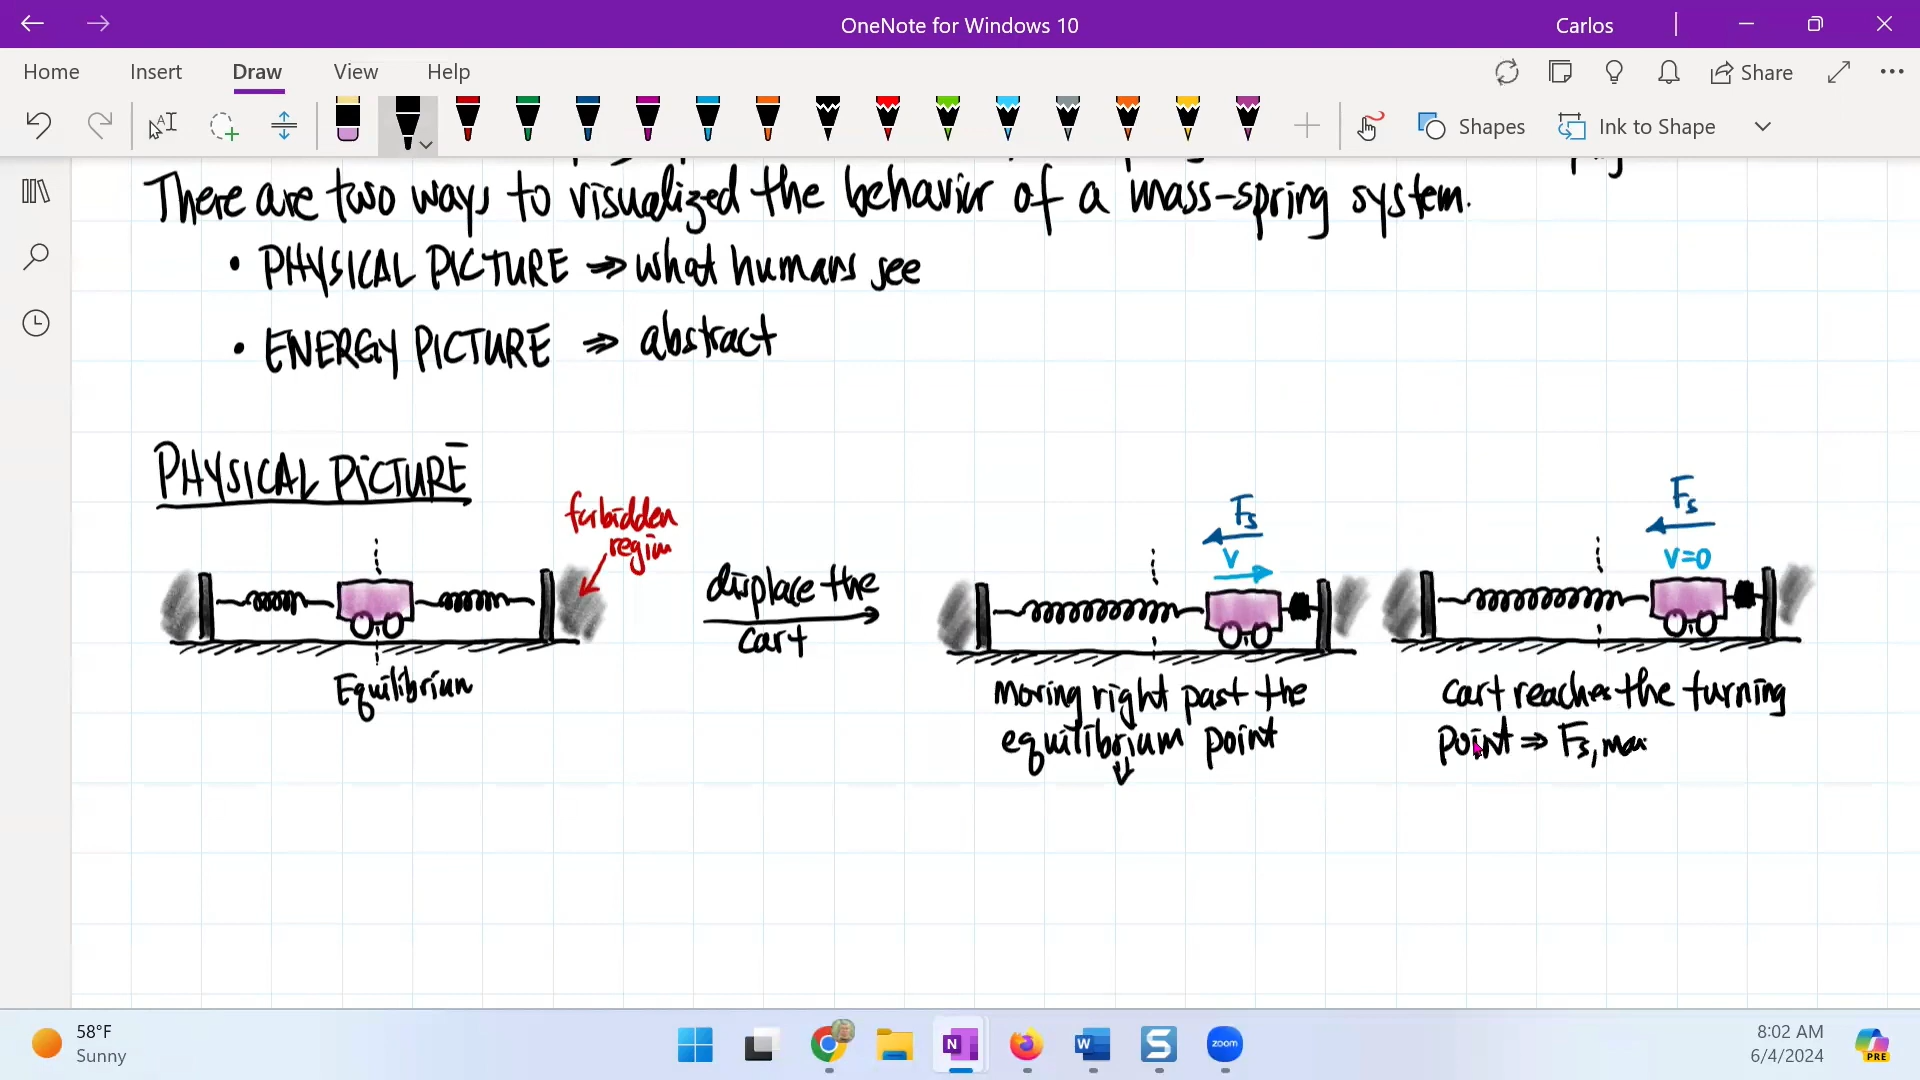 OneNote for Windows 10
Carlos
Home Insert Draw View Help
Share
Shapes
Ink to Shape
There are two ways to visualized the behavior of a mass-spring system.
• PHYSICAL PICTURE ⇒ what humans see
• ENERGY PICTURE ⇒ abstract
PHYSICAL PICTURE
forbidden
region
Equilibrium
displace the
cart
Fs
v
moving right past the
equilibrium point
⇓
Fs
v=0
cart reaches the turning
point ⇒ Fs, max
58°F
Sunny
N
W
S
zoom
8:02 AM
6/4/2024
PRE